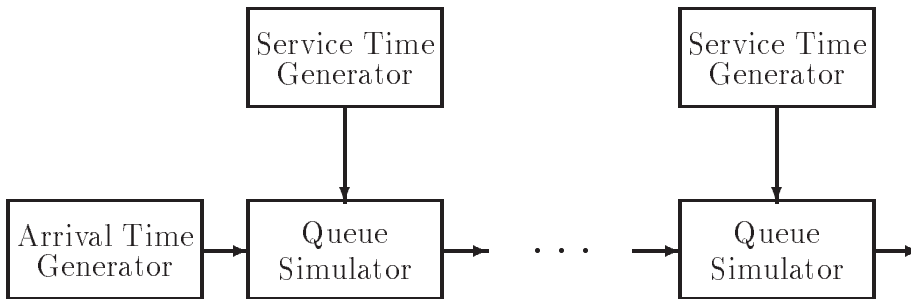 Service Time
Generator
Service Time
Generator
Arrival Time
Generator
Queue
Simulator
. . .
Queue
Simulator